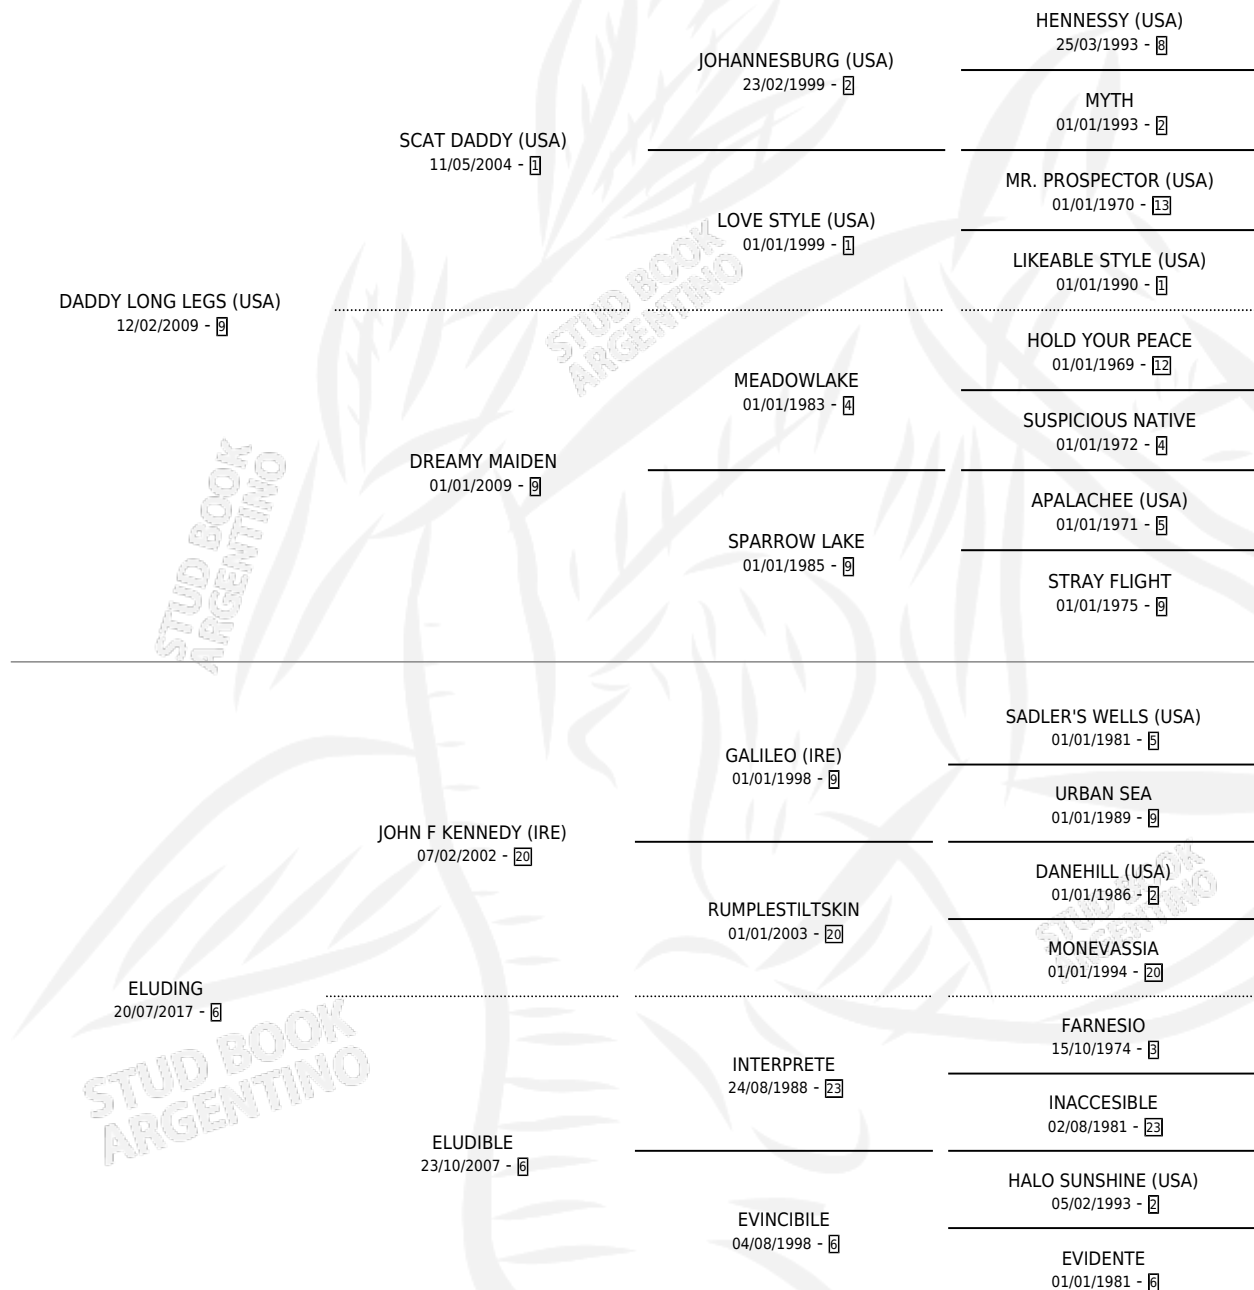 HENNESSY (USA)
25/03/1993 - 8
JOHANNESBURG (USA)
23/02/1999 - 2
MYTH
01/01/1993 - 2
SCAT DADDY (USA)
11/05/2004 - 1
MR. PROSPECTOR (USA)
01/01/1970 - 13
LOVE STYLE (USA)
01/01/1999 - 1
LIKEABLE STYLE (USA)
01/01/1990 - 1
DADDY LONG LEGS (USA)
12/02/2009 - 9
HOLD YOUR PEACE
01/01/1969 - 12
MEADOWLAKE
01/01/1983 - 4
SUSPICIOUS NATIVE
01/01/1972 - 4
DREAMY MAIDEN
01/01/2009 - 9
APALACHEE (USA)
01/01/1971 - 5
SPARROW LAKE
01/01/1985 - 9
STRAY FLIGHT
01/01/1975 - 9
SADLER'S WELLS (USA)
01/01/1981 - 5
GALILEO (IRE)
01/01/1998 - 9
URBAN SEA
01/01/1989 - 9
JOHN F KENNEDY (IRE)
07/02/2002 - 20
DANEHILL (USA)
01/01/1986 - 2
RUMPLESTILTSKIN
01/01/2003 - 20
MONEVASSIA
01/01/1994 - 20
ELUDING
20/07/2017 - 6
FARNESIO
15/10/1974 - 3
INTERPRETE
24/08/1988 - 23
INACCESIBLE
02/08/1981 - 23
ELUDIBLE
23/10/2007 - 6
HALO SUNSHINE (USA)
05/02/1993 - 2
EVINCIBILE
04/08/1998 - 6
EVIDENTE
01/01/1981 - 6
STUD BOOK
ARGENTINO
STUD BOOK
ARGENTINO
STUD BOOK
ARGENTINO
STUD BOOK
ARGENTINO